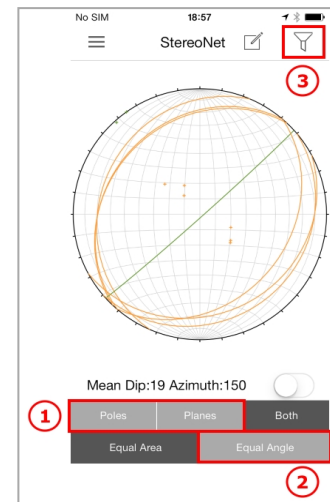 No SIM 18:57
StereoNet
3
Mean Dip:19 Azimuth:150
1 Poles Planes Both
Equal Area Equal Angle
2